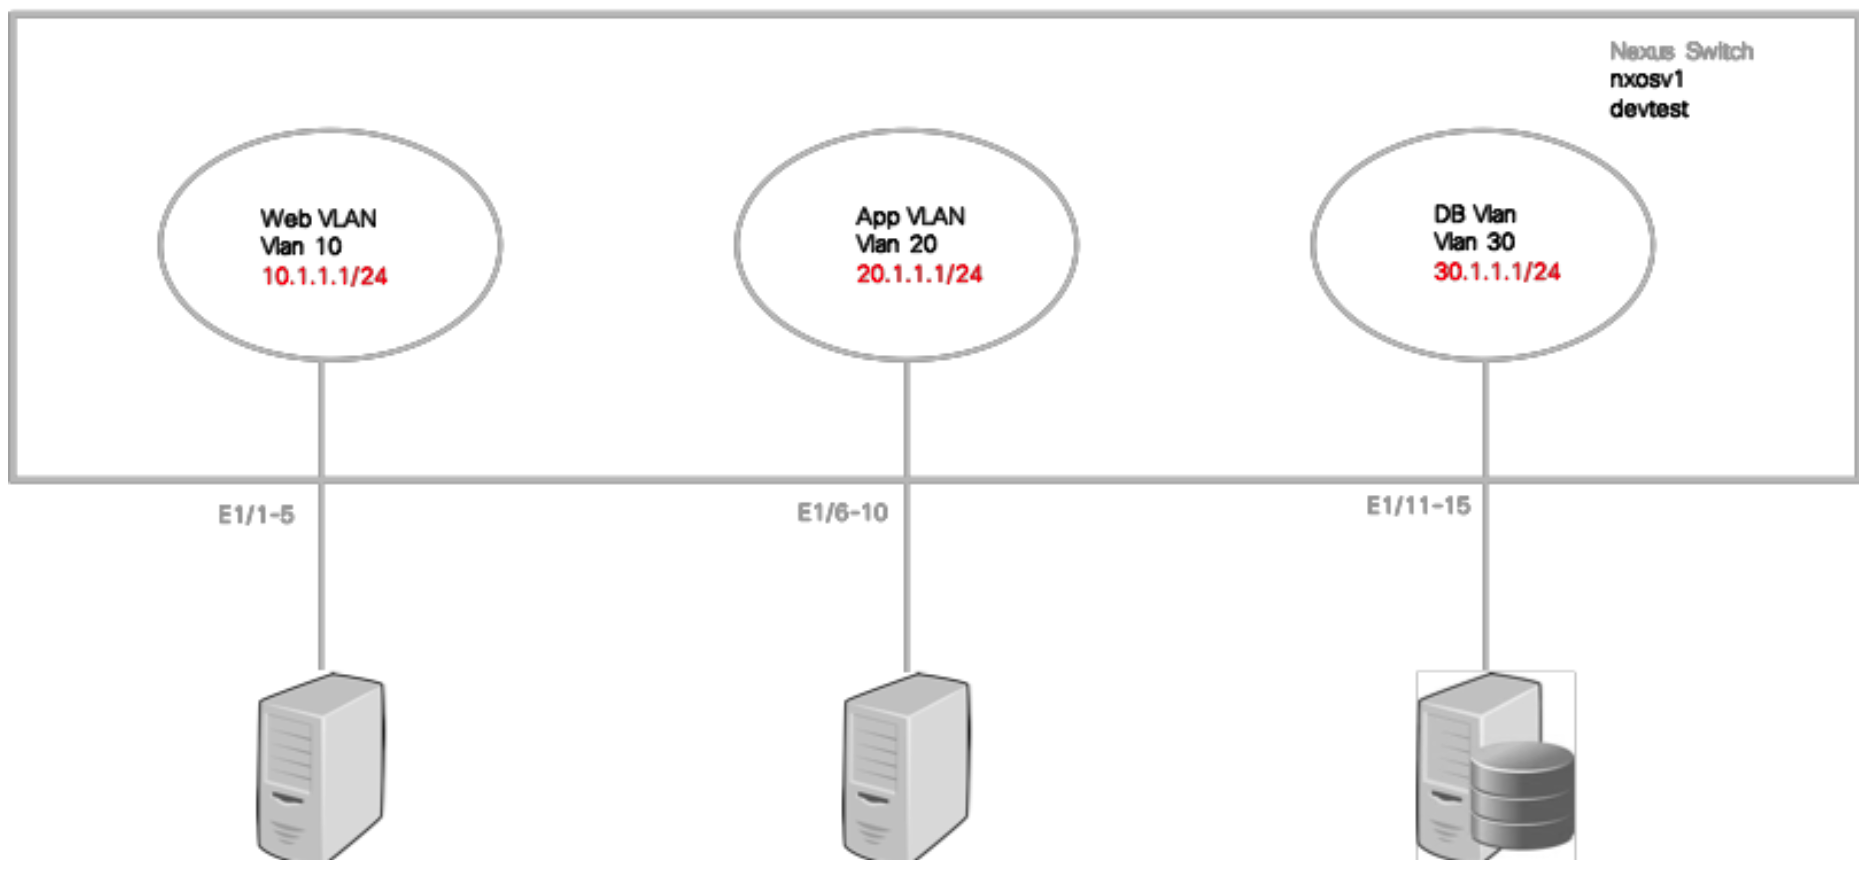 Nexus Switch
nxosv1
devtest
Web VLAN
Vlan 10
10.1.1.1/24
App VLAN
Vlan 20
20.1.1.1/24
DB Vlan
Vlan 30
30.1.1.1/24
E1/1-5
E1/6-10
E1/11-15